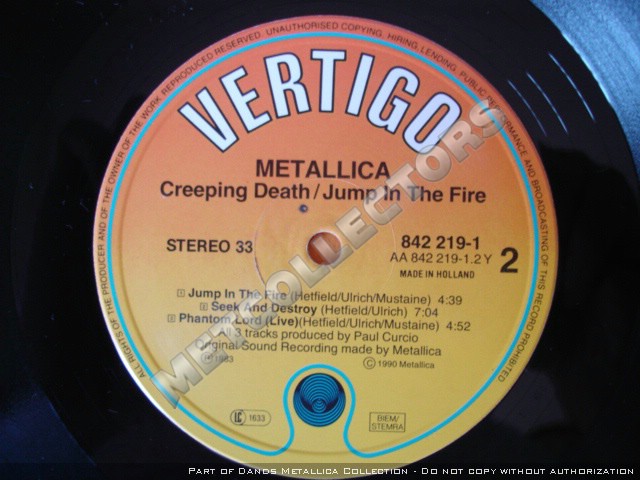 ALL RIGHTS OF THE PRODUCER AND OF THE OWNER OF THE WORK REPRODUCED RESERVED. UNAUTHORISED COPYING, HIRING, LENDING, PUBLIC PERFORMANCE AND BROADCASTING OF THIS RECORD PROHIBITED
VERTIGO
METALLICA
Creeping Death/Jump In The Fire
STEREO 33
842 219-1
AA 842 219-1.2 Y
MADE IN HOLLAND
2
Jump In The Fire (Hetfield/Ulrich/Mustaine) 4:39
Seek And Destroy (Hetfield/Ulrich) 7:04
Phantom Lord (Live)(Hetfield/Ulrich/Mustaine) 4:52
All 3 tracks produced by Paul Curcio
Original Sound Recording made by Metallica
℗ 1983
© 1990 Metallica
LC 1633
BIEM/
STEMRA
METCOLLECTORS
Part of Danos Metallica Collection - Do not copy without authorization